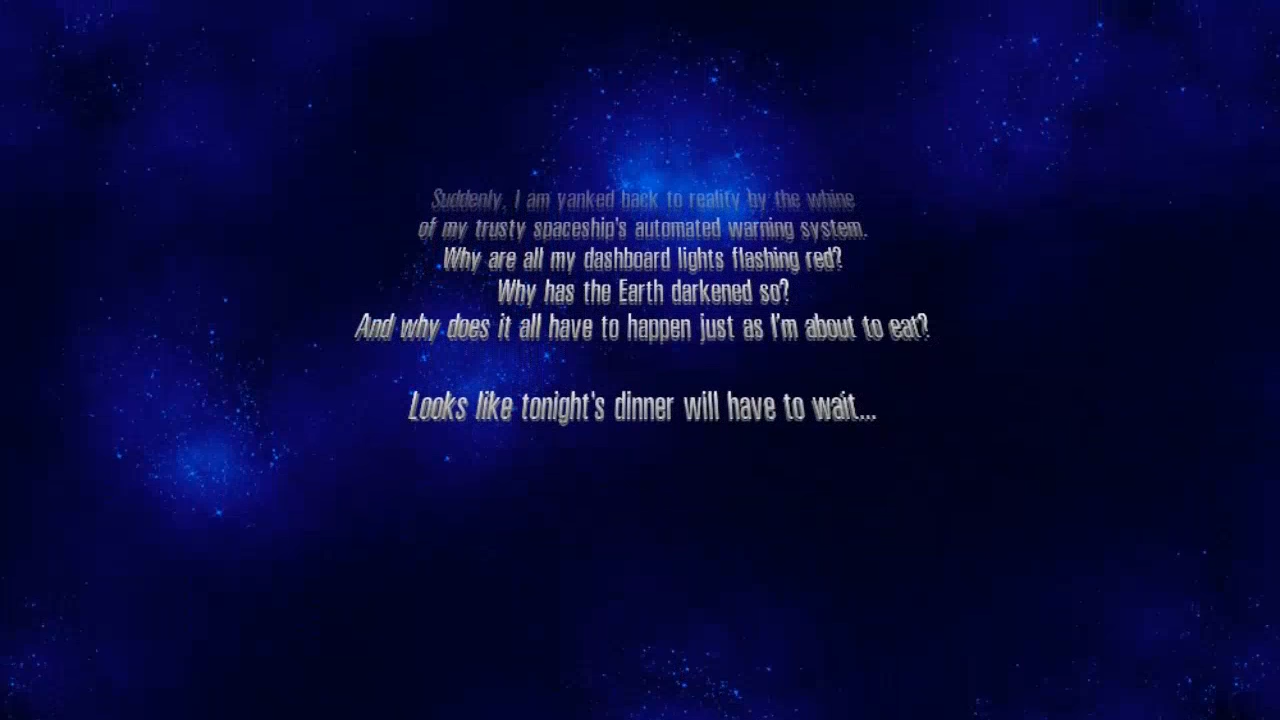 Suddenly, I am yanked back to reality by the whine
of my trusty spaceship's automated warning system.
Why are all my dashboard lights flashing red?
Why has the Earth darkened so?
And why does it all have to happen just as I'm about to eat?
Looks like tonight's dinner will have to wait...